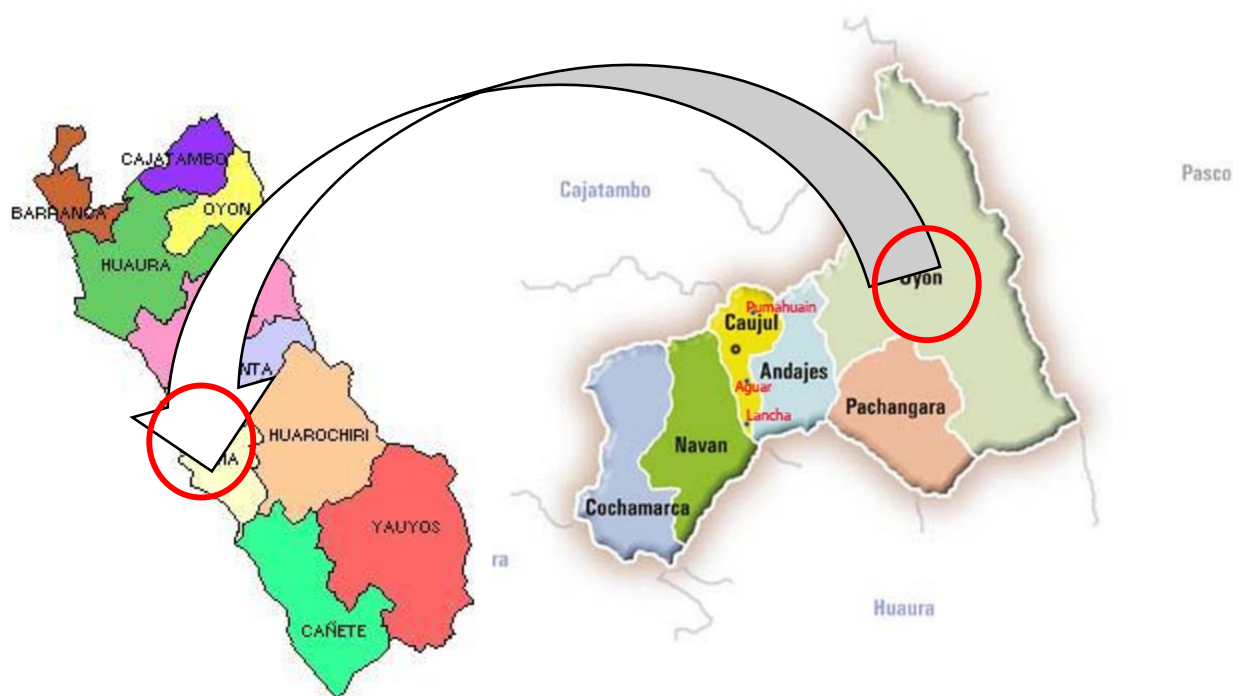 CAJATAMBO
BARRANCA
OYON
HUAURA
NTA
HUAROCHIRI
YAUYOS
CAÑETE
Cajatambo
Pasco
Oyon
Pumahuain
Caujul
Andajes
Aguar
Lancha
Pachangara
Navan
Cochamarca
ra
Huaura